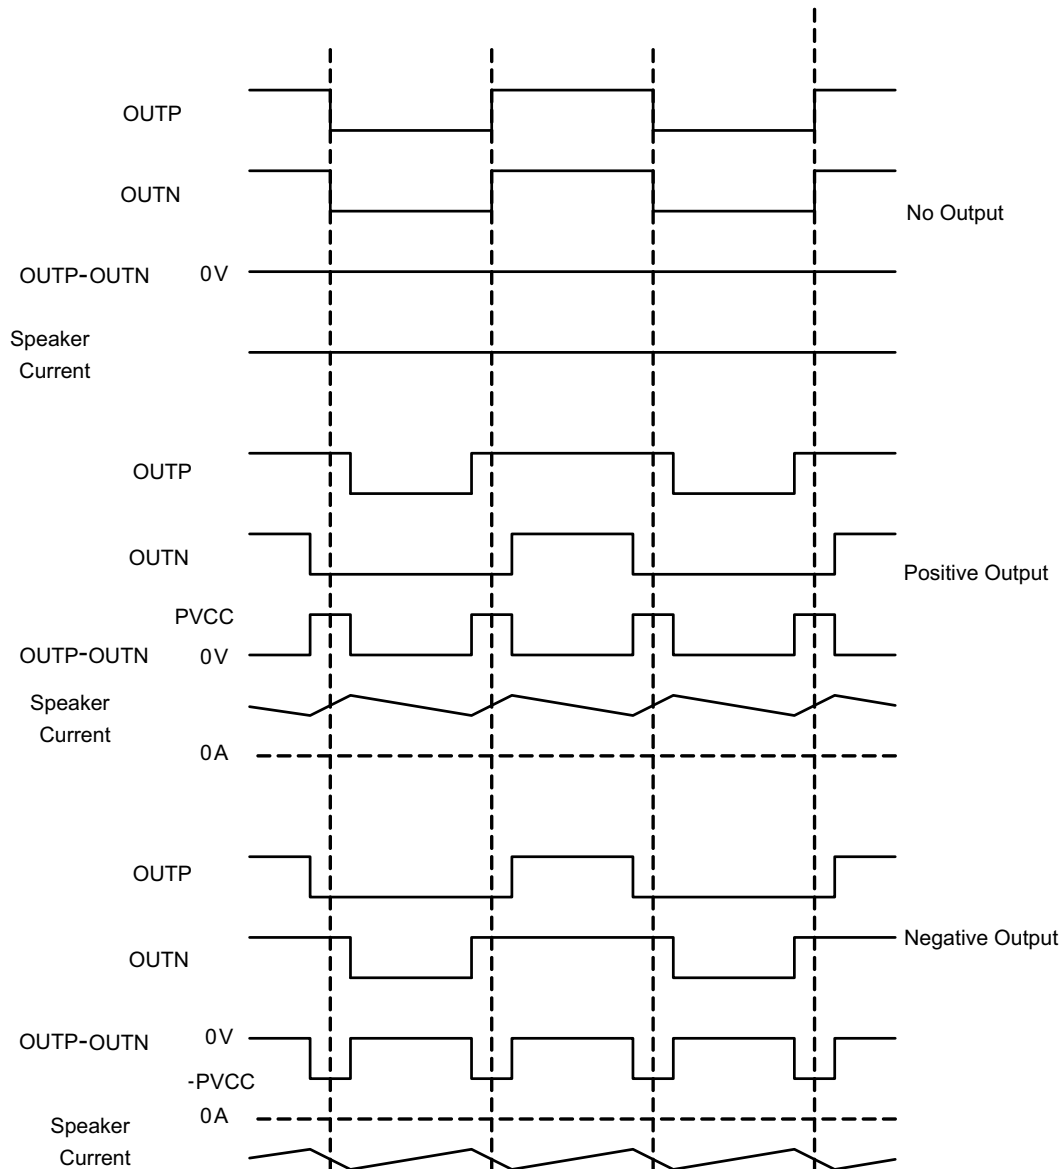 OUTP
OUTN
No Output
OUTP-OUTN 0V
Speaker
Current
OUTP
OUTN
Positive Output
PVCC
OUTP-OUTN 0V
Speaker
Current
0A
OUTP
OUTN
Negative Output
OUTP-OUTN 0V
-PVCC
0A
Speaker
Current